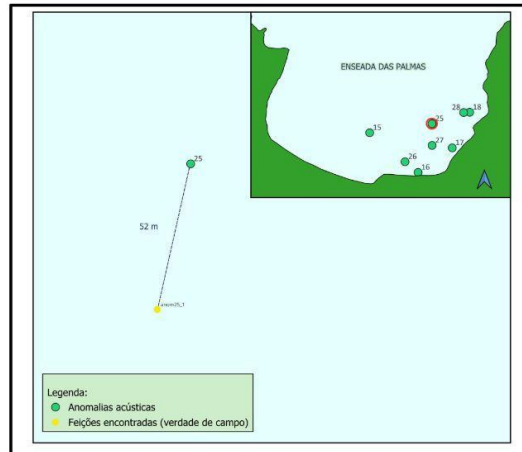 ENSEADA DAS PALMAS
28
18
25
15
27
17
26
16
25
52 m
anom25_1
Legenda:
Anomalias acústicas
Feições encontradas (verdade de campo)